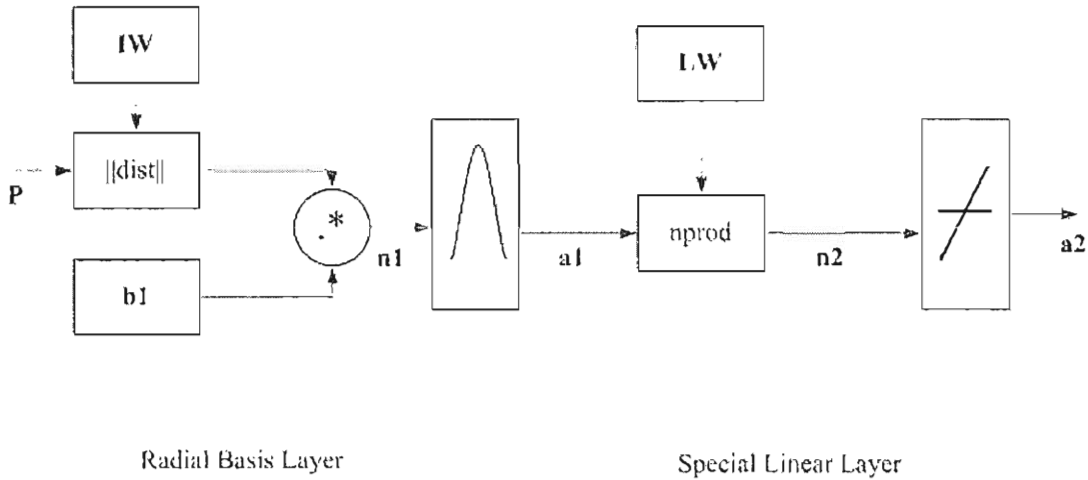 IW
LW
||dist||
P
.*
n1
a1
nprod
n2
a2
b1
Radial Basis Layer
Special Linear Layer